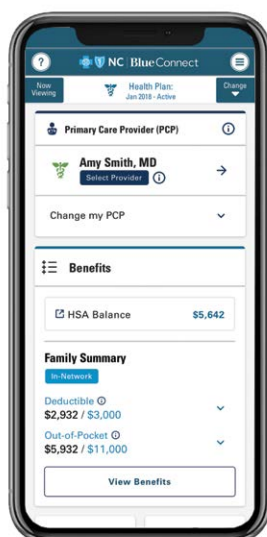 ?
NC BlueConnect
Now Viewing
Health Plan:
Jan 2018 - Active
Change
Primary Care Provider (PCP)
Amy Smith, MD
Select Provider
Change my PCP
Benefits
HSA Balance $5,642
Family Summary
In-Network
Deductible
$2,932 / $3,000
Out-of-Pocket
$5,932 / $11,000
View Benefits